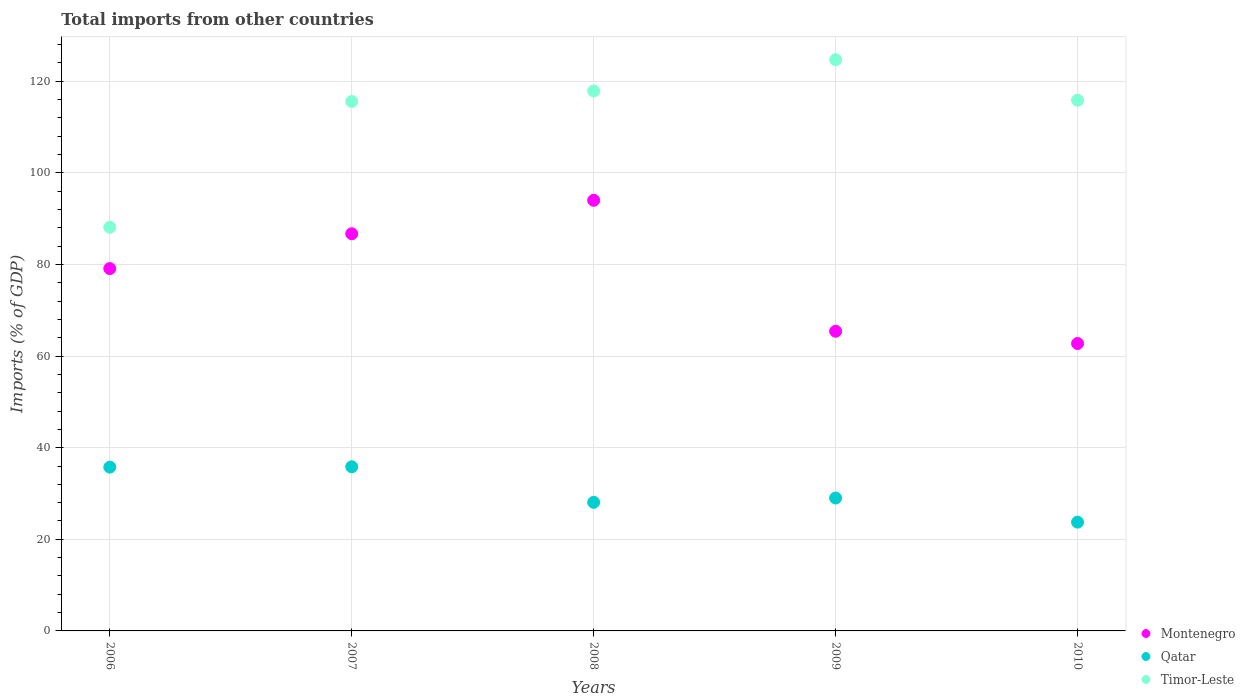 Total imports from other countries
Imports (% of GDP)
120
100
80
60
40
20
0
2006
2007
2008
2009
2010
Years
Montenegro
Qatar
Timor-Leste